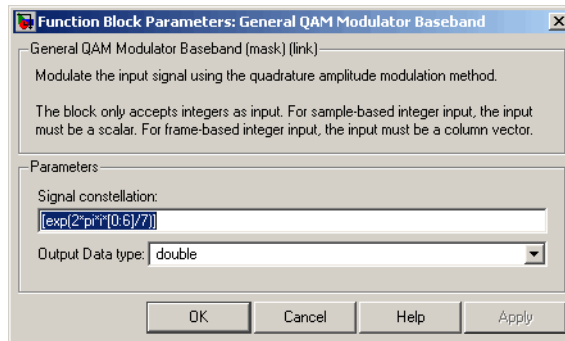 Function Block Parameters: General QAM Modulator Baseband
General QAM Modulator Baseband (mask) (link)
Modulate the input signal using the quadrature amplitude modulation method.
The block only accepts integers as input. For sample-based integer input, the input
must be a scalar. For frame-based integer input, the input must be a column vector.
Parameters
Signal constellation:
[exp(2*pi*i*[0:6]/7)]
Output Data type: double
OK Cancel Help Apply